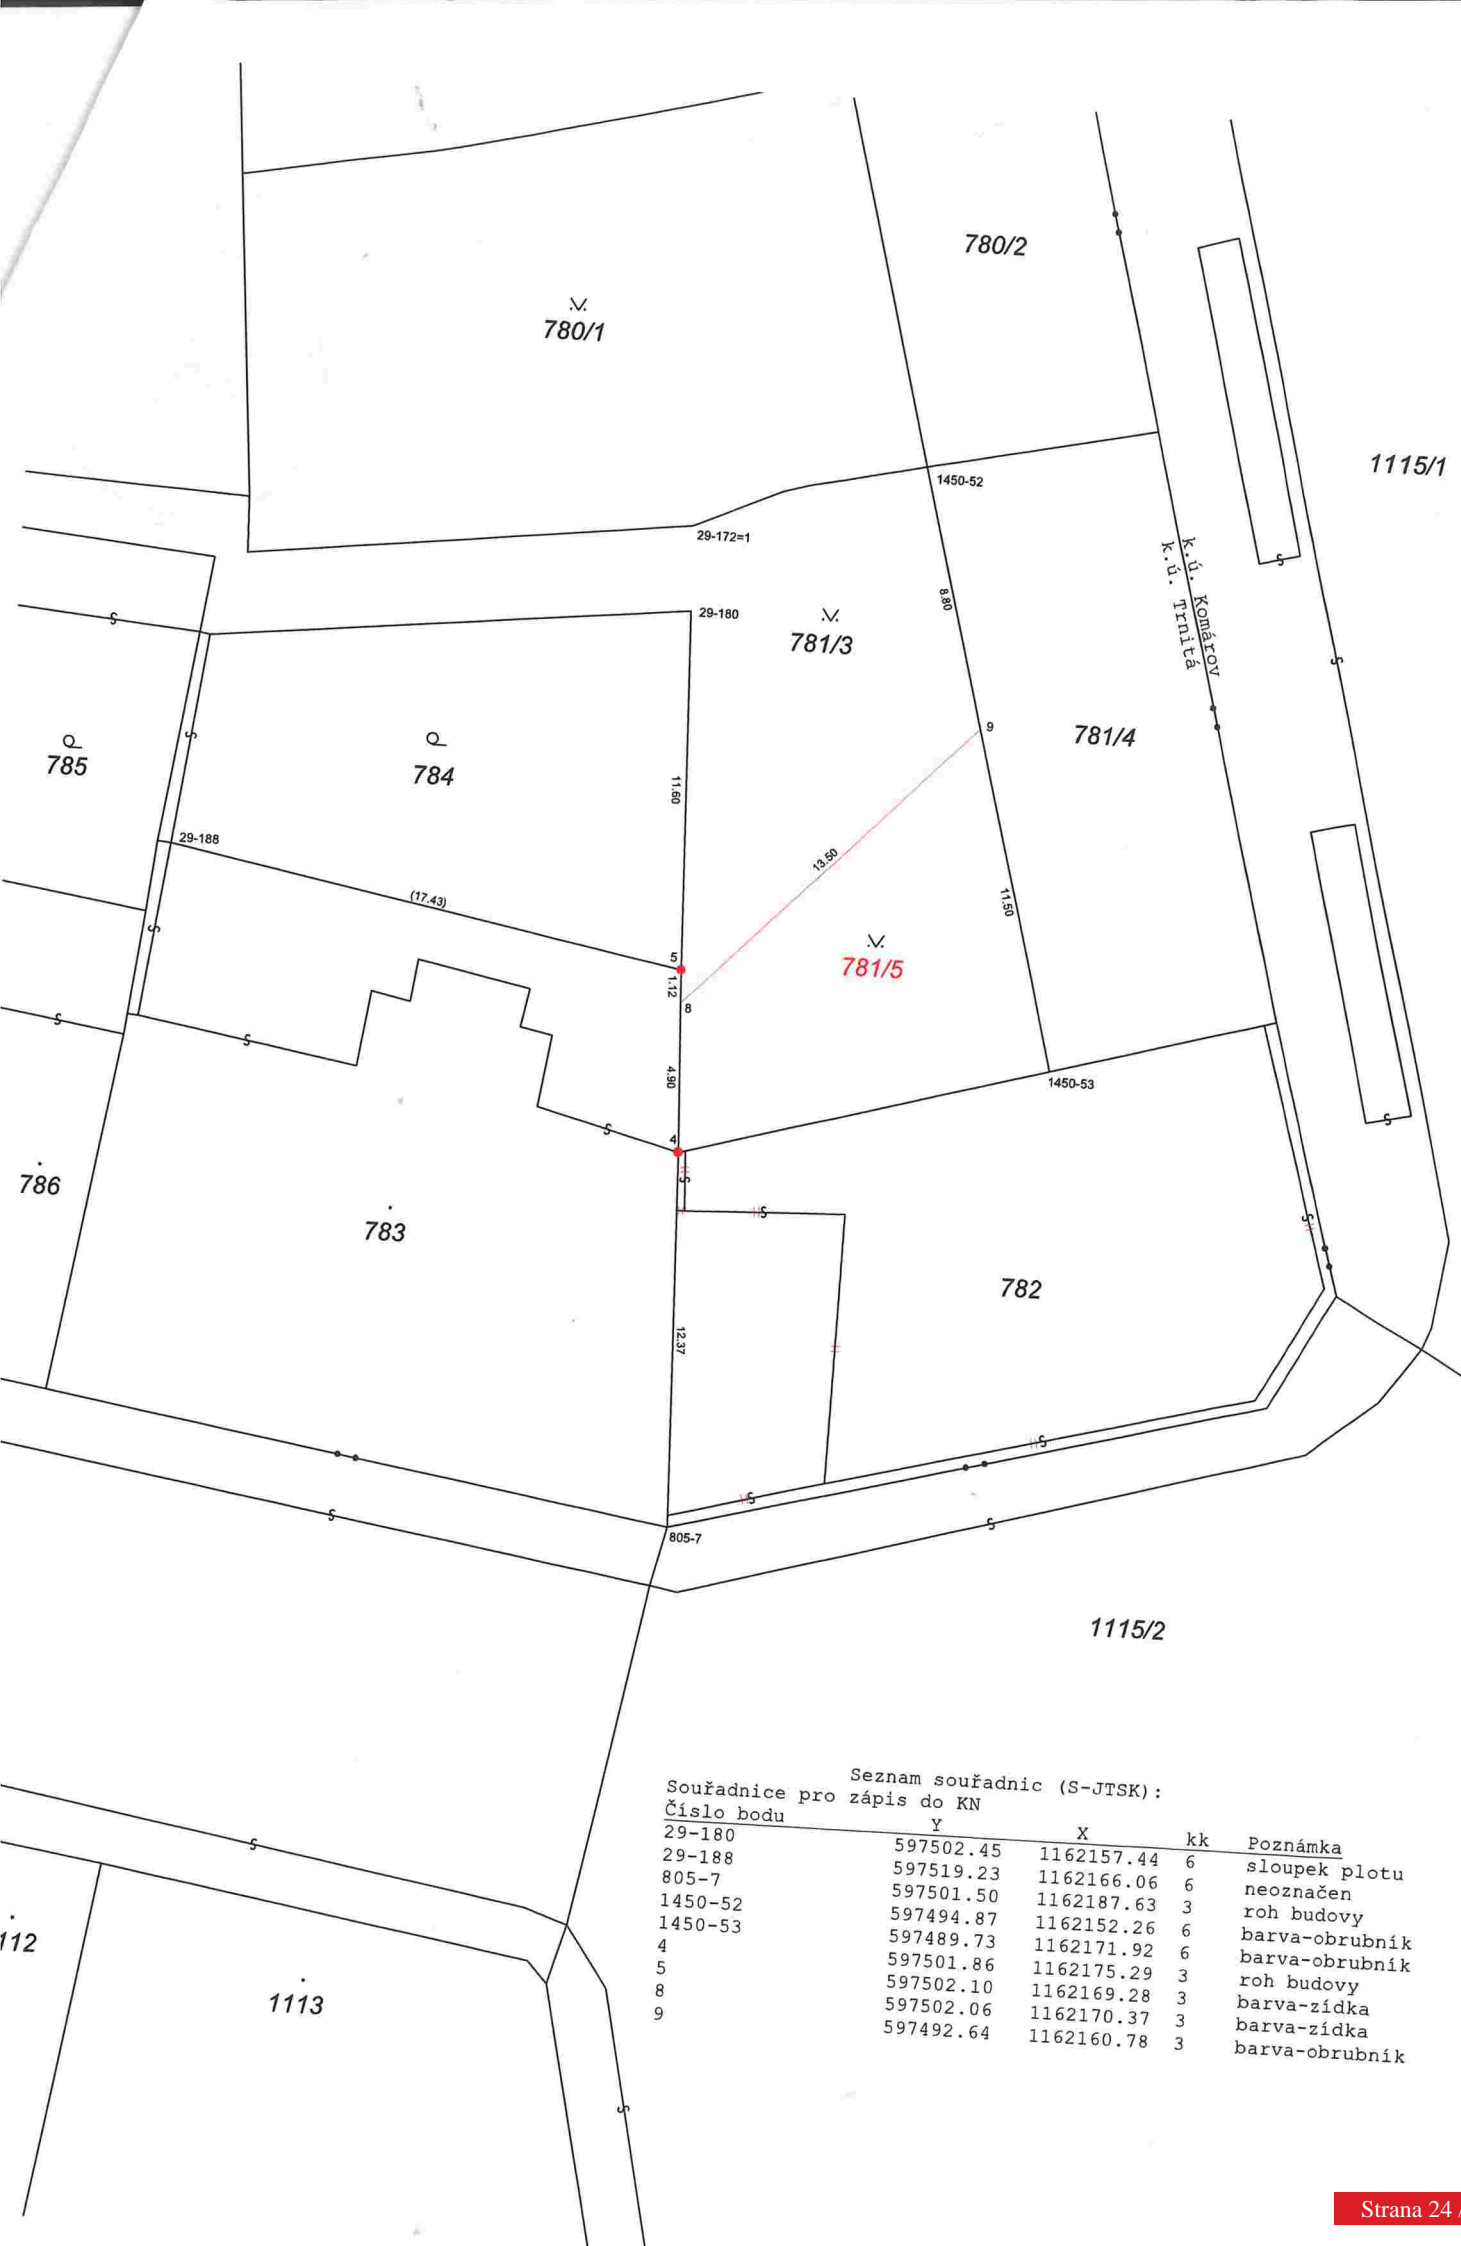 780/2
780/1
1115/1
1450-52
29-172=1
k.ú. Komárov
k.ú. Trnitá
8.80
29-180
781/3
9
781/4
785
784
11.60
29-188
13.50
(17.43)
11.50
5
781/5
1.12
8
4.90
1450-53
4
786
783
782
12.37
805-7
1115/2
Seznam souřadnic (S-JTSK):
Souřadnice pro zápis do KN
Číslo bodu Y X kk Poznámka
29-180 597502.45 1162157.44 6 sloupek plotu
29-188 597519.23 1162166.06 6 neoznačen
805-7 597501.50 1162187.63 3 roh budovy
1450-52 597494.87 1162152.26 6 barva-obrubník
1450-53 597489.73 1162171.92 6 barva-obrubník
4 597501.86 1162175.29 3 roh budovy
5 597502.10 1162169.28 3 barva-zídka
8 597502.06 1162170.37 3 barva-zídka
9 597492.64 1162160.78 3 barva-obrubník
112
1113
Strana 24 /